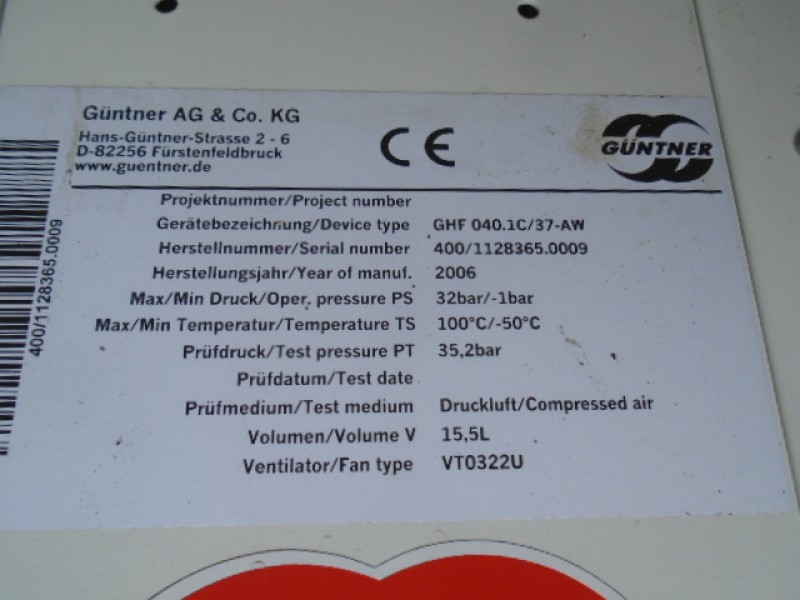 Güntner AG & Co. KG
Hans-Güntner-Strasse 2 - 6
D-82256 Fürstenfeldbruck
www.guentner.de
CE
GÜNTNER
Projektnummer/Project number
Gerätebezeichnung/Device type GHF 040.1C/37-AW
Herstellnummer/Serial number 400/1128365.0009
Herstellungsjahr/Year of manuf. 2006
Max/Min Druck/Oper. pressure PS 32bar/-1bar
Max/Min Temperatur/Temperature TS 100°C/-50°C
Prüfdruck/Test pressure PT 35,2bar
Prüfdatum/Test date
Prüfmedium/Test medium Druckluft/Compressed air
Volumen/Volume V 15,5L
Ventilator/Fan type VT0322U
400/1128365.0009